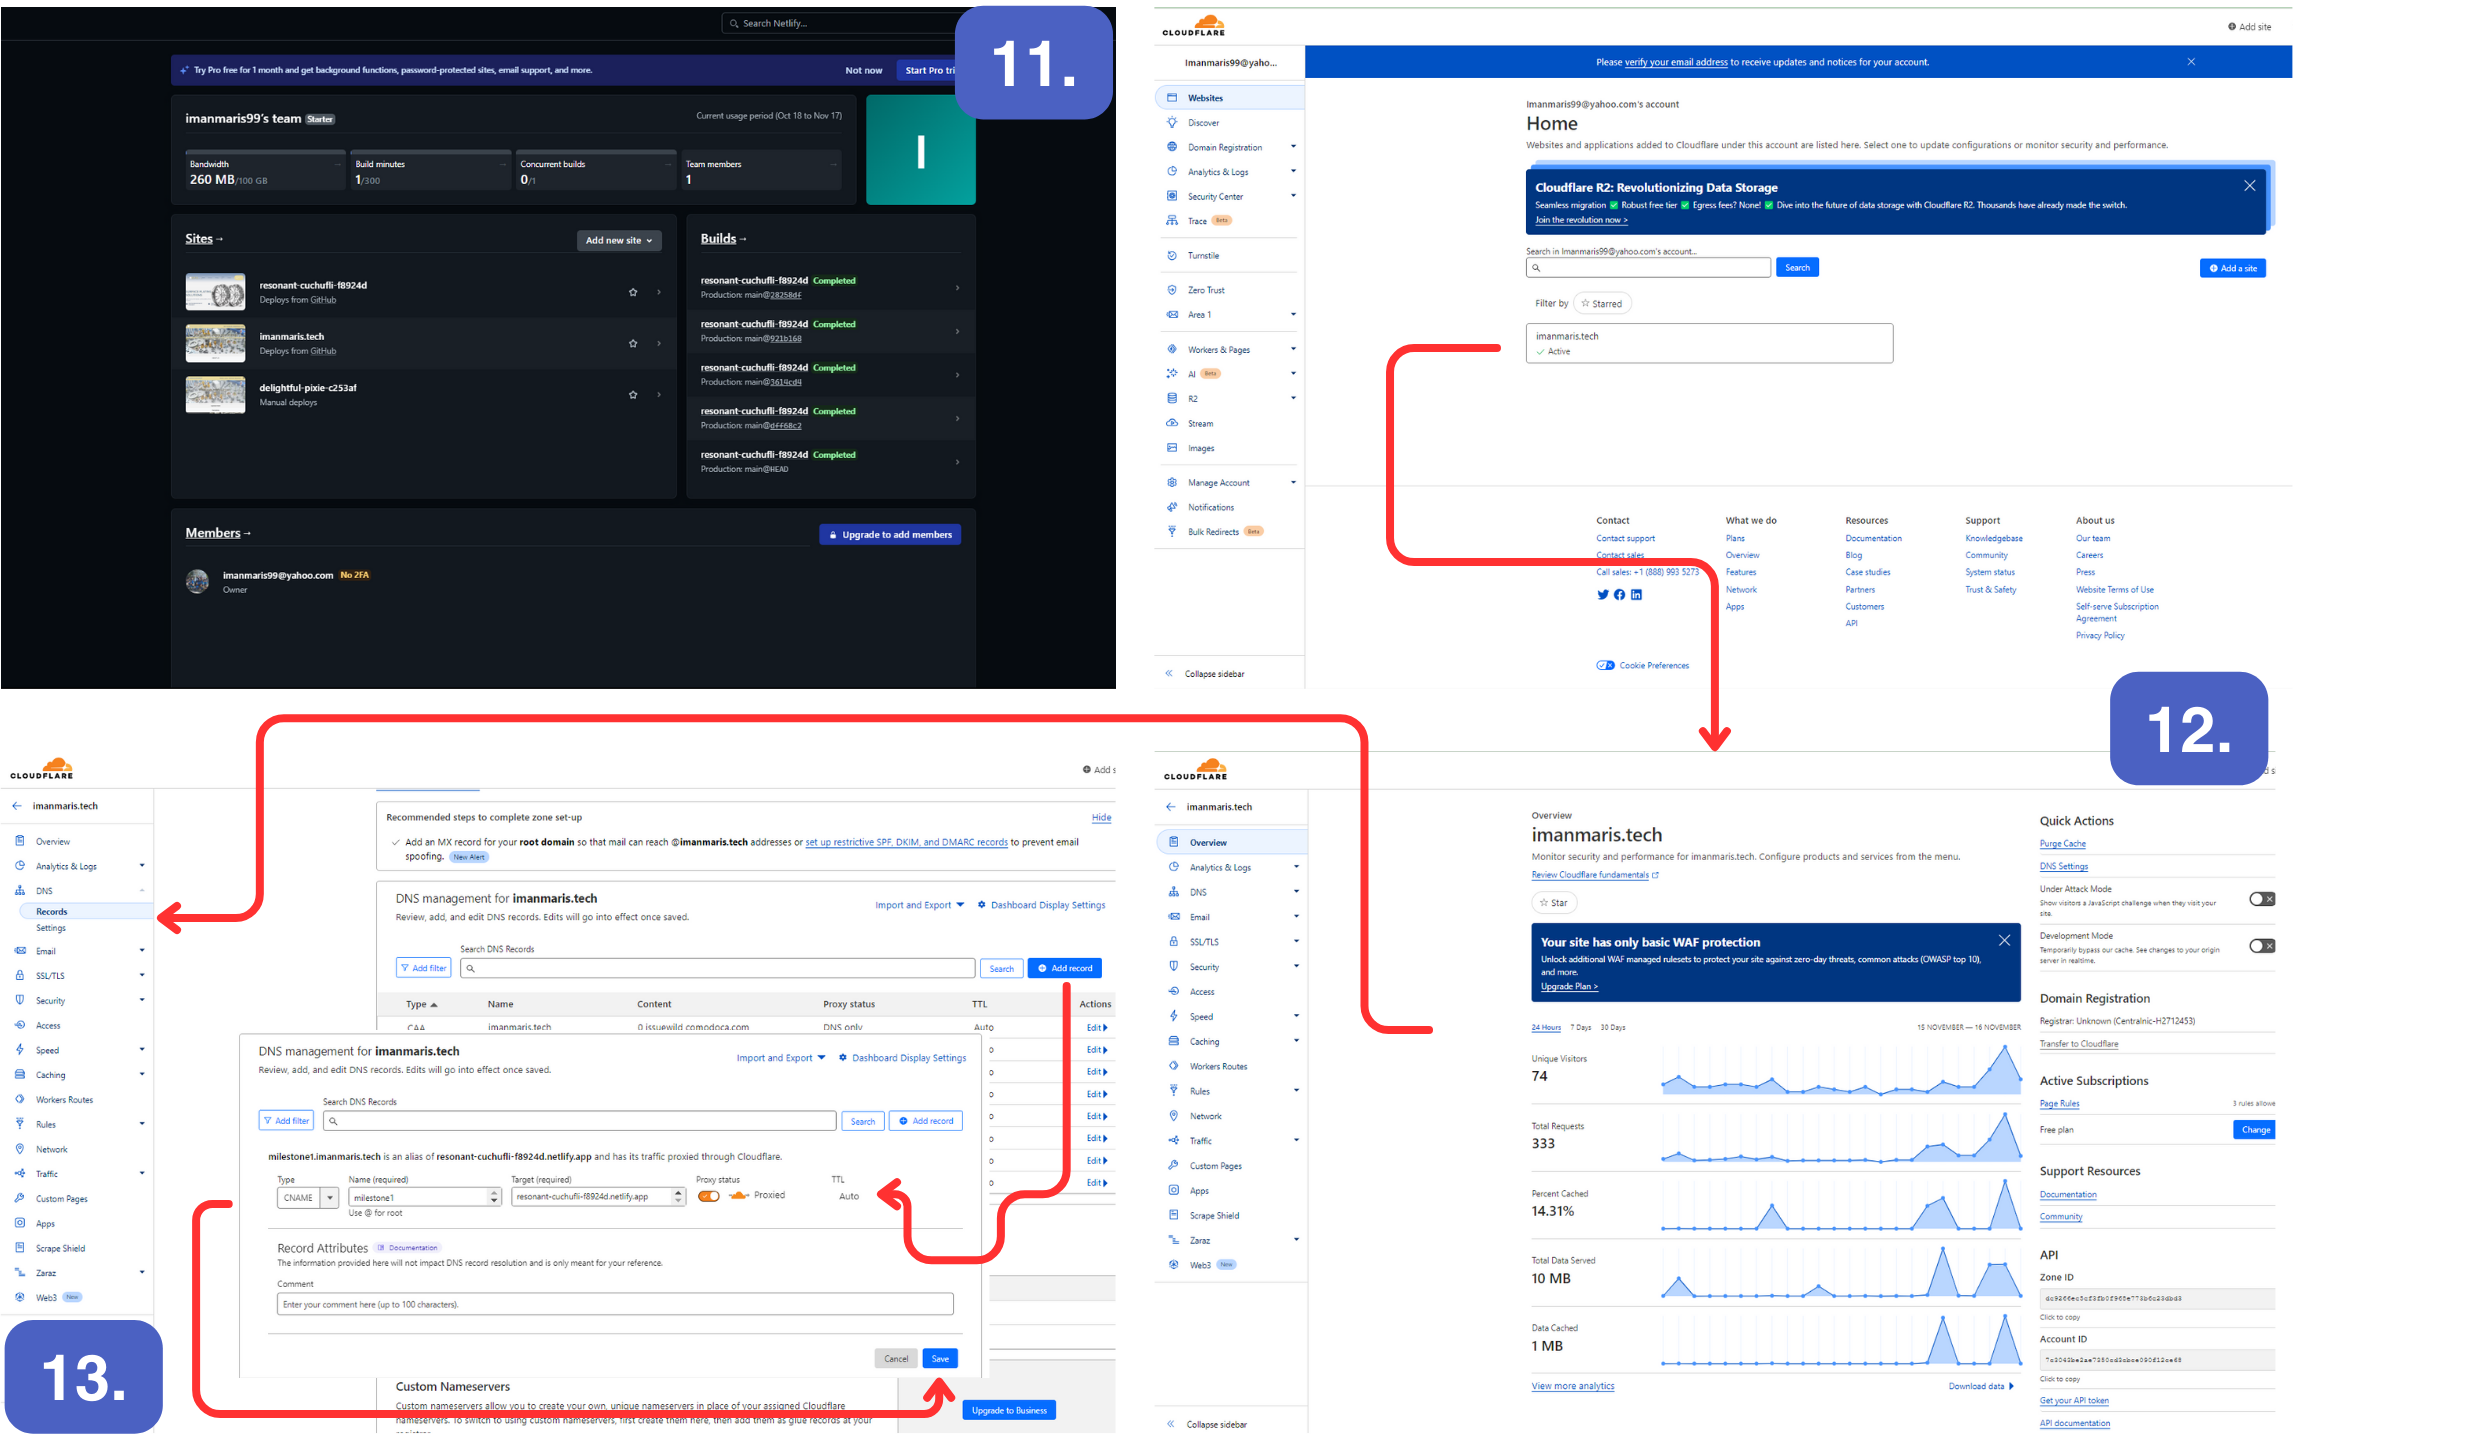 Search Netlify...
11.
Try Pro free for 1 month and get background functions, password-protected sites, email support, and more.
Not now
Start Pro tri
imanmaris99's team Starter
Current usage period (Oct 18 to Nov 17)
Bandwidth
260 MB/100 GB
Build minutes
1/300
Concurrent builds
0/1
Team members
1
I
Sites
Add new site
resonant-cuchufli-f8924d
Deploys from GitHub
imanmaris.tech
Deploys from GitHub
delightful-pixie-c253af
Manual deploys
Builds
resonant-cuchufli-f8924d Completed
Production: main@28258df
resonant-cuchufli-f8924d Completed
Production: main@921b168
resonant-cuchufli-f8924d Completed
Production: main@3614cd4
resonant-cuchufli-f8924d Completed
Production: main@dff68c2
resonant-cuchufli-f8924d Completed
Production: main@HEAD
Members
Upgrade to add members
imanmaris99@yahoo.com No 2FA
Owner
CLOUDFLARE
Add site
Imanmaris99@yaho...
Please verify your email address to receive updates and notices for your account.
Websites
Discover
Domain Registration
Analytics & Logs
Security Center
Trace Beta
Turnstile
Zero Trust
Area 1
Workers & Pages
AI Beta
R2
Stream
Images
Manage Account
Notifications
Bulk Redirects Beta
Collapse sidebar
Imanmaris99@yahoo.com's account
Home
Websites and applications added to Cloudflare under this account are listed here. Select one to update configurations or monitor security and performance.
Cloudflare R2: Revolutionizing Data Storage
Seamless migration ✅ Robust free tier ✅ Egress fees? None! ✅ Dive into the future of data storage with Cloudflare R2. Thousands have already made the switch.
Join the revolution now >
Search in Imanmaris99@yahoo.com's account...
Search
Add a site
Filter by
Starred
imanmaris.tech
Active
Contact
Contact support
Contact sales
Call sales: +1 (888) 993 5273
What we do
Plans
Overview
Features
Network
Apps
Resources
Documentation
Blog
Case studies
Partners
Customers
API
Support
Knowledgebase
Community
System status
Trust & Safety
About us
Our team
Careers
Press
Website Terms of Use
Self-serve Subscription
Agreement
Privacy Policy
Cookie Preferences
12.
CLOUDFLARE
Add s
imanmaris.tech
Overview
Analytics & Logs
DNS
Records
Settings
Email
SSL/TLS
Security
Access
Speed
Caching
Workers Routes
Rules
Network
Traffic
Custom Pages
Apps
Scrape Shield
Zaraz
Web3 New
13.
Recommended steps to complete zone set-up
Hide
Add an MX record for your root domain so that mail can reach @imanmaris.tech addresses or set up restrictive SPF, DKIM, and DMARC records to prevent email
spoofing. New Alert
DNS management for imanmaris.tech
Review, add, and edit DNS records. Edits will go into effect once saved.
Import and Export
Dashboard Display Settings
Search DNS Records
Add filter
Search
Add record
Type
Name
Content
Proxy status
TTL
Actions
CAA
imanmaris.tech
0 issuewild comodoca.com
DNS only
Auto
Edit
Edit
Edit
Edit
Edit
Edit
Edit
Edit
DNS management for imanmaris.tech
Review, add, and edit DNS records. Edits will go into effect once saved.
Import and Export
Dashboard Display Settings
Search DNS Records
Add filter
Search
Add record
milestone1.imanmaris.tech is an alias of resonant-cuchufli-f8924d.netlify.app and has its traffic proxied through Cloudflare.
Type
CNAME
Name (required)
milestone1
Use @ for root
Target (required)
resonant-cuchufli-f8924d.netlify.app
Proxy status
Proxied
TTL
Auto
Record Attributes Documentation
The information provided here will not impact DNS record resolution and is only meant for your reference.
Comment
Enter your comment here (up to 100 characters).
Cancel
Save
Custom Nameservers
Custom nameservers allow you to create your own, unique nameservers in place of your assigned Cloudflare
nameservers. To switch to using custom nameservers, first create them here, then add them as glue records at your
Upgrade to Business
CLOUDFLARE
d s
imanmaris.tech
Overview
Analytics & Logs
DNS
Email
SSL/TLS
Security
Access
Speed
Caching
Workers Routes
Rules
Network
Traffic
Custom Pages
Apps
Scrape Shield
Zaraz
Web3 New
Collapse sidebar
Overview
imanmaris.tech
Monitor security and performance for imanmaris.tech. Configure products and services from the menu.
Review Cloudflare fundamentals
Star
Your site has only basic WAF protection
Unlock additional WAF managed rulesets to protect your site against zero-day threats, common attacks (OWASP top 10),
and more.
Upgrade Plan >
24 Hours 7 Days 30 Days
15 NOVEMBER — 16 NOVEMBER
Unique Visitors
74
Total Requests
333
Percent Cached
14.31%
Total Data Served
10 MB
Data Cached
1 MB
View more analytics
Download data
Quick Actions
Purge Cache
DNS Settings
Under Attack Mode
Show visitors a JavaScript challenge when they visit your
site.
Development Mode
Temporarily bypass our cache. See changes to your origin
server in realtime.
Domain Registration
Registrar: Unknown (Centralnic-H2712453)
Transfer to Cloudflare
Active Subscriptions
Page Rules
3 rules allowe
Free plan
Change
Support Resources
Documentation
Community
API
Zone ID
Click to copy
Account ID
Click to copy
Get your API token
API documentation